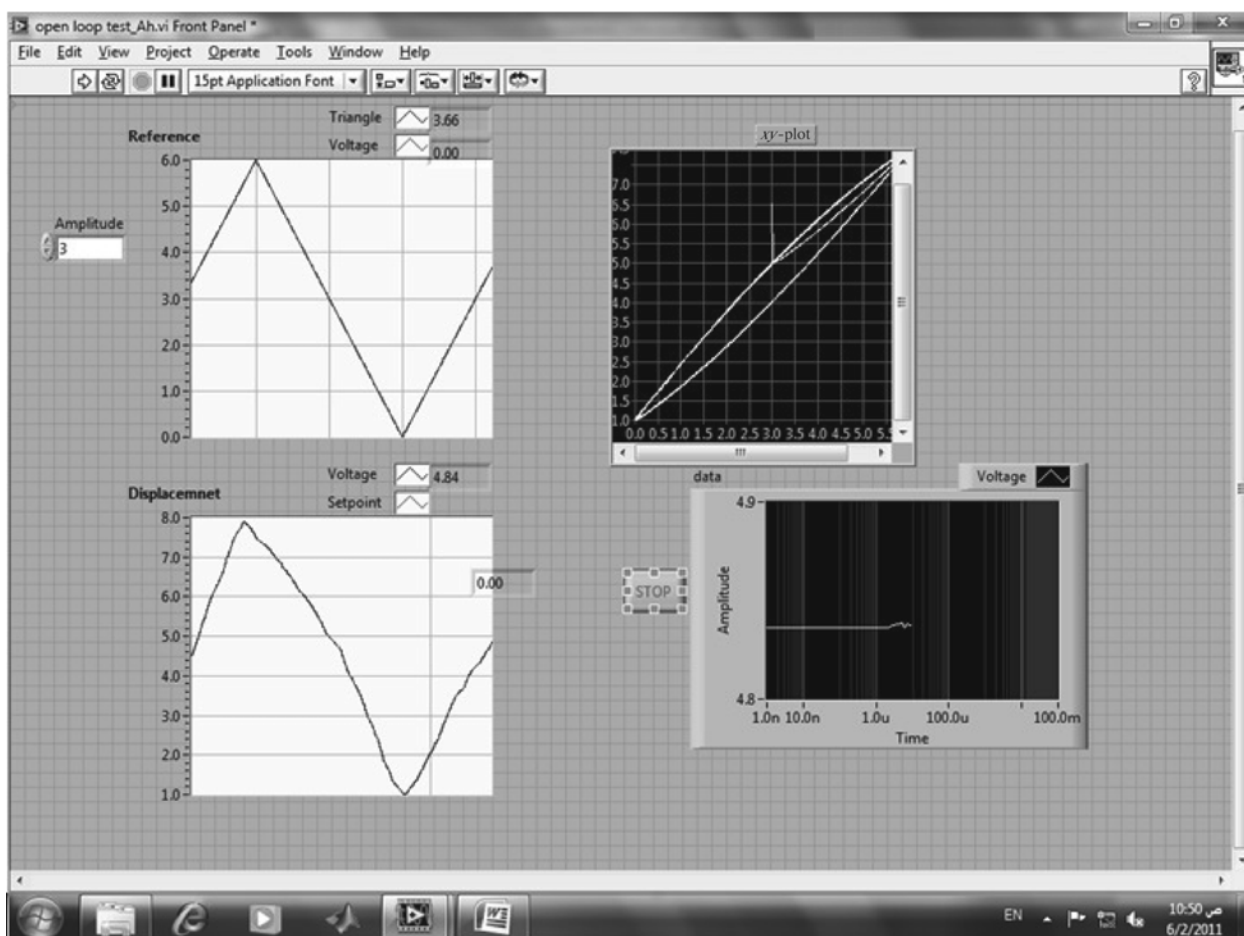 open loop test_Ah.vi Front Panel *
File Edit View Project Operate Tools Window Help
15pt Application Font
Reference
Triangle 3.66
Voltage 0.00
Amplitude
3
6.0
5.0
4.0
3.0
2.0
1.0
0.0
xy-plot
7.0
6.5
6.0
5.5
5.0
4.5
4.0
3.5
3.0
2.5
2.0
1.5
1.0
0.0 0.5 1.0 1.5 2.0 2.5 3.0 3.5 4.0 4.5 5.0 5.5
Displacemnet
Voltage 4.84
Setpoint
0.00
8.0
7.0
6.0
5.0
4.0
3.0
2.0
1.0
STOP
data
Voltage
Amplitude
4.9
4.8
1.0n 10.0n 1.0u 100.0u 100.0m
Time
EN
10:50 ص
6/2/2011